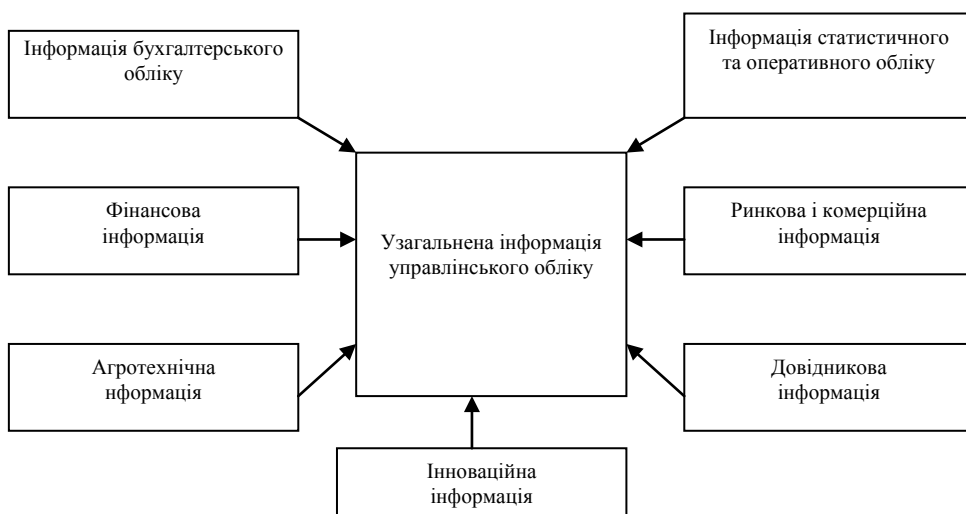 Інформація бухгалтерського
обліку
Інформація статистичного
та оперативного обліку
Фінансова
інформація
Узагальнена інформація
управлінського обліку
Ринкова і комерційна
інформація
Агротехнічна
нформація
Довідникова
інформація
Інноваційна
інформація